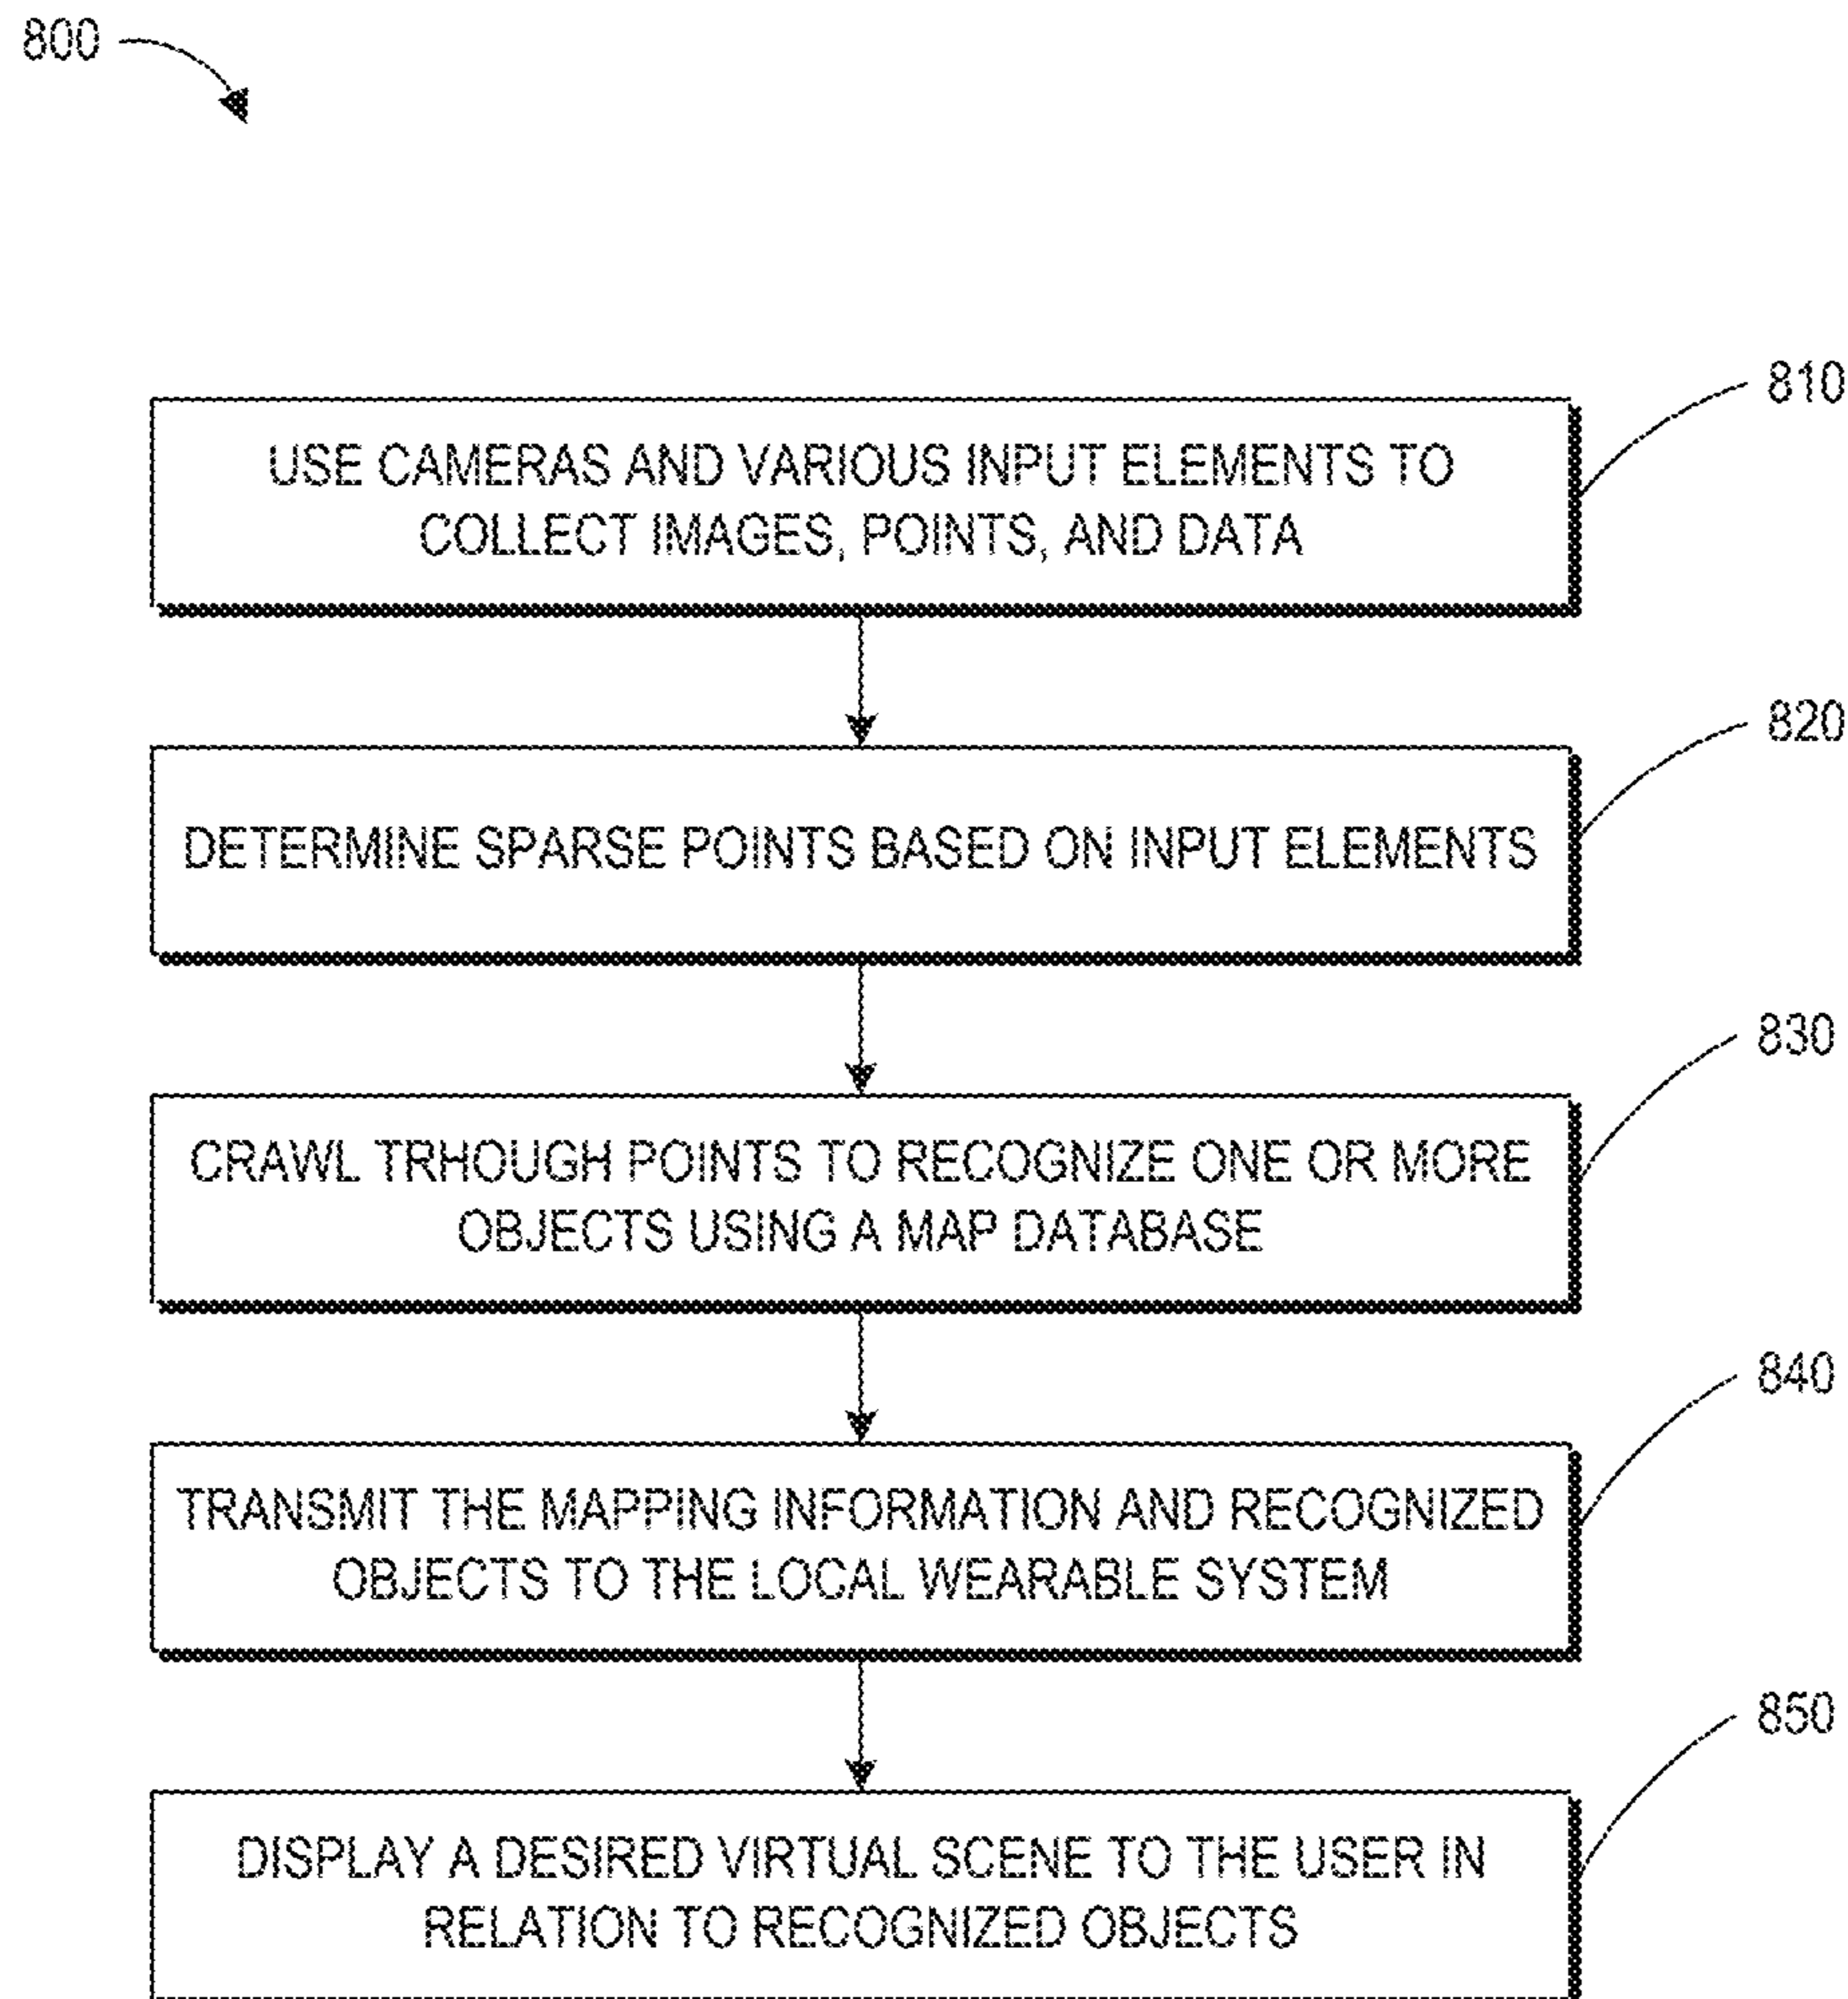 800
810
USE CAMERAS AND VARIOUS INPUT ELEMENTS TO
COLLECT IMAGES, POINTS, AND DATA
820
DETERMINE SPARSE POINTS BASED ON INPUT ELEMENTS
830
CRAWL TRHOUGH POINTS TO RECOGNIZE ONE OR MORE
OBJECTS USING A MAP DATABASE
840
TRANSMIT THE MAPPING INFORMATION AND RECOGNIZED
OBJECTS TO THE LOCAL WEARABLE SYSTEM
850
DISPLAY A DESIRED VIRTUAL SCENE TO THE USER IN
RELATION TO RECOGNIZED OBJECTS